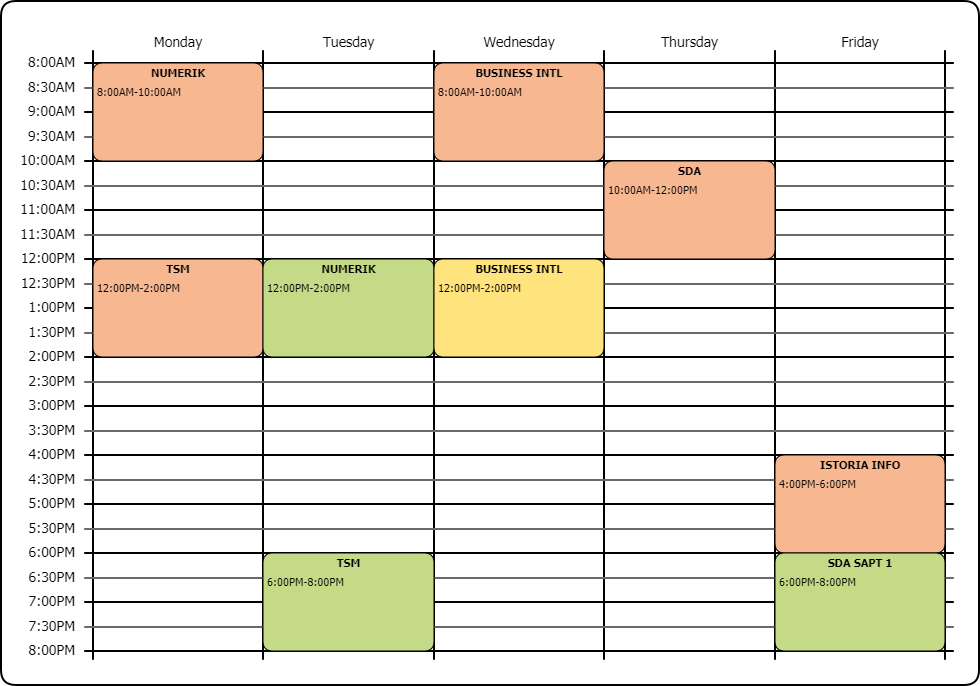 Monday Tuesday Wednesday Thursday Friday
8:00AM
NUMERIK
8:00AM-10:00AM
BUSINESS INTL
8:00AM-10:00AM
8:30AM
9:00AM
9:30AM
10:00AM
SDA
10:00AM-12:00PM
10:30AM
11:00AM
11:30AM
12:00PM
TSM
12:00PM-2:00PM
NUMERIK
12:00PM-2:00PM
BUSINESS INTL
12:00PM-2:00PM
12:30PM
1:00PM
1:30PM
2:00PM
2:30PM
3:00PM
3:30PM
4:00PM
ISTORIA INFO
4:00PM-6:00PM
4:30PM
5:00PM
5:30PM
6:00PM
TSM
6:00PM-8:00PM
SDA SAPT 1
6:00PM-8:00PM
6:30PM
7:00PM
7:30PM
8:00PM